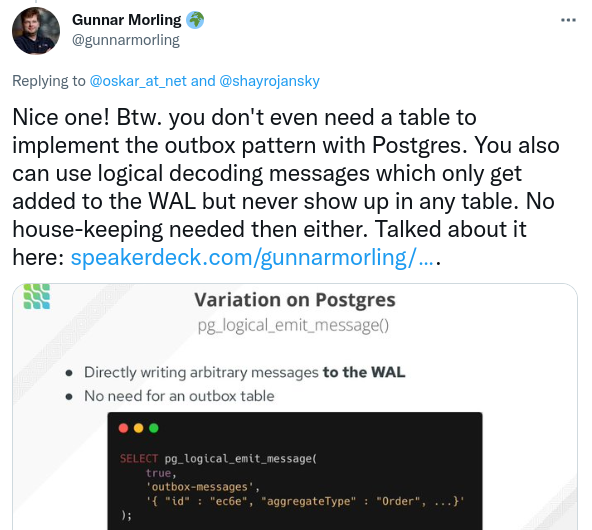 Gunnar Morling
@gunnarmorling
Replying to @oskar_at_net and @shayrojansky
Nice one! Btw. you don't even need a table to
implement the outbox pattern with Postgres. You also
can use logical decoding messages which only get
added to the WAL but never show up in any table. No
house-keeping needed then either. Talked about it
here: speakerdeck.com/gunnarmorling/….
Variation on Postgres
pg_logical_emit_message()
● Directly writing arbitrary messages to the WAL
● No need for an outbox table
SELECT pg_logical_emit_message(
true,
'outbox-messages',
'{ "id" : "ec6e", "aggregateType" : "Order", ...}'
);